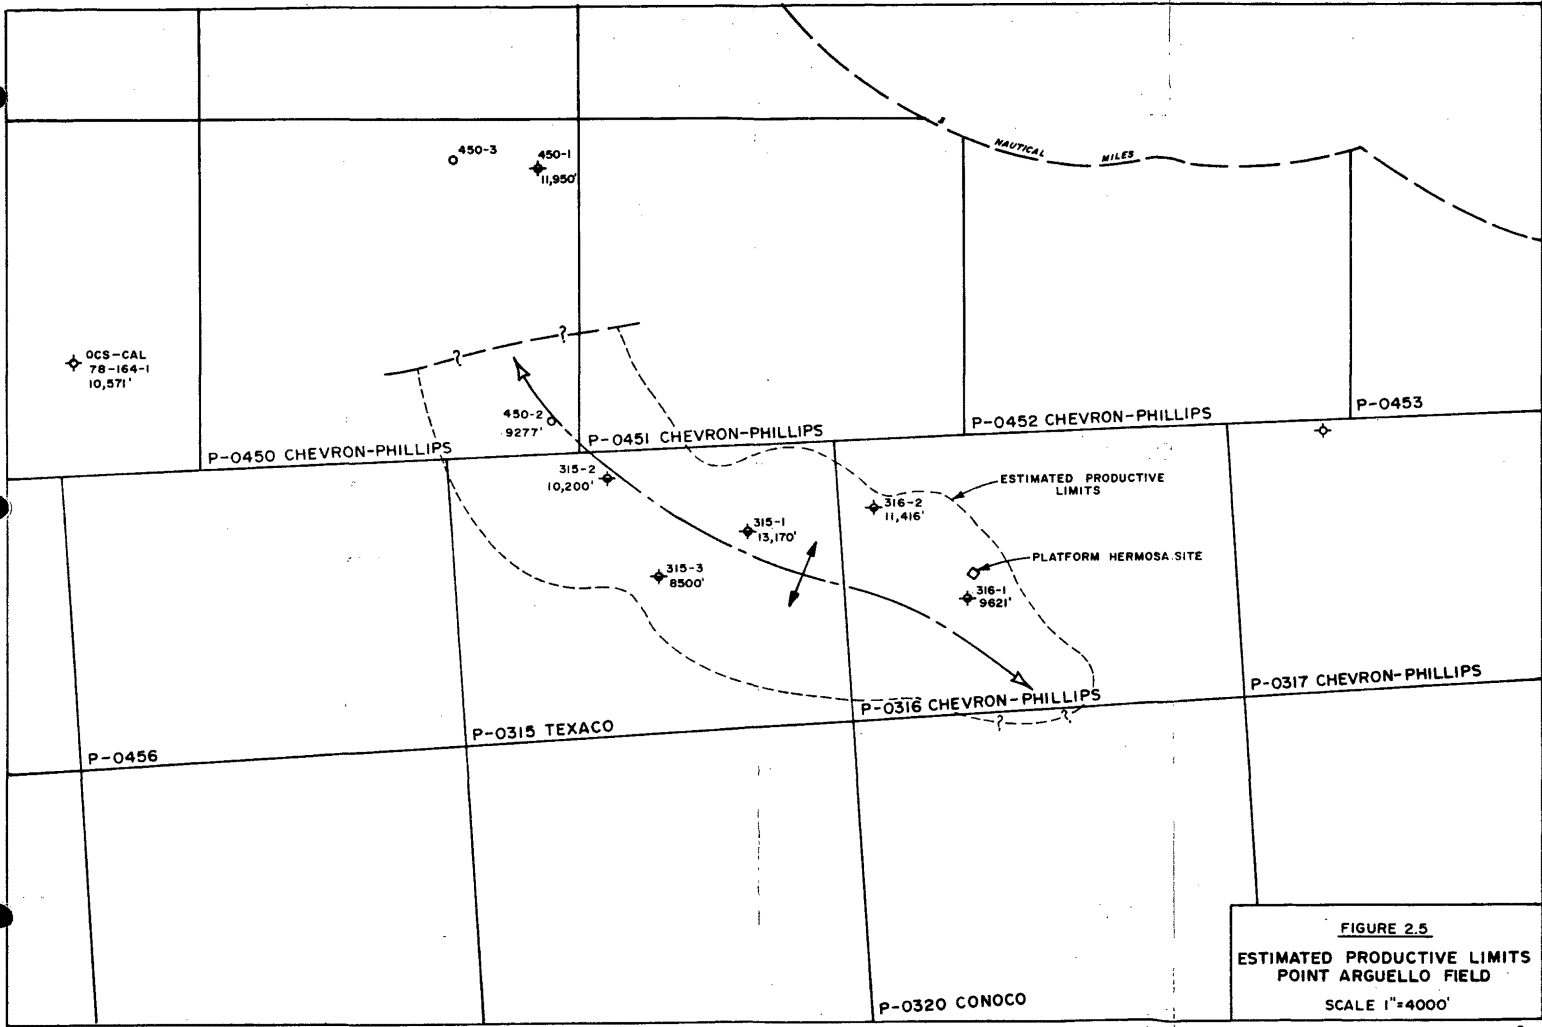 NAUTICAL MILES
450-3
450-1
11,950'
OCS-CAL
78-164-1
10,571'
?
?
450-2
9277'
P-0450 CHEVRON-PHILLIPS
P-0451 CHEVRON-PHILLIPS
P-0452 CHEVRON-PHILLIPS
P-0453
315-2
10,200'
315-1
13,170'
315-3
8500'
316-2
11,416'
ESTIMATED PRODUCTIVE
LIMITS
PLATFORM HERMOSA SITE
316-1
9621'
P-0456
P-0315 TEXACO
P-0316 CHEVRON-PHILLIPS
P-0317 CHEVRON-PHILLIPS
?
?
P-0320 CONOCO
FIGURE 2.5
ESTIMATED PRODUCTIVE LIMITS
POINT ARGUELLO FIELD
SCALE 1"=4000'